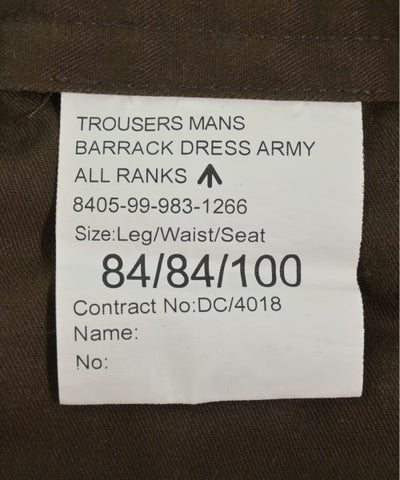 TROUSERS MANS
BARRACK DRESS ARMY
ALL RANKS
8405-99-983-1266
Size:Leg/Waist/Seat
84/84/100
Contract No:DC/4018
Name:
No: